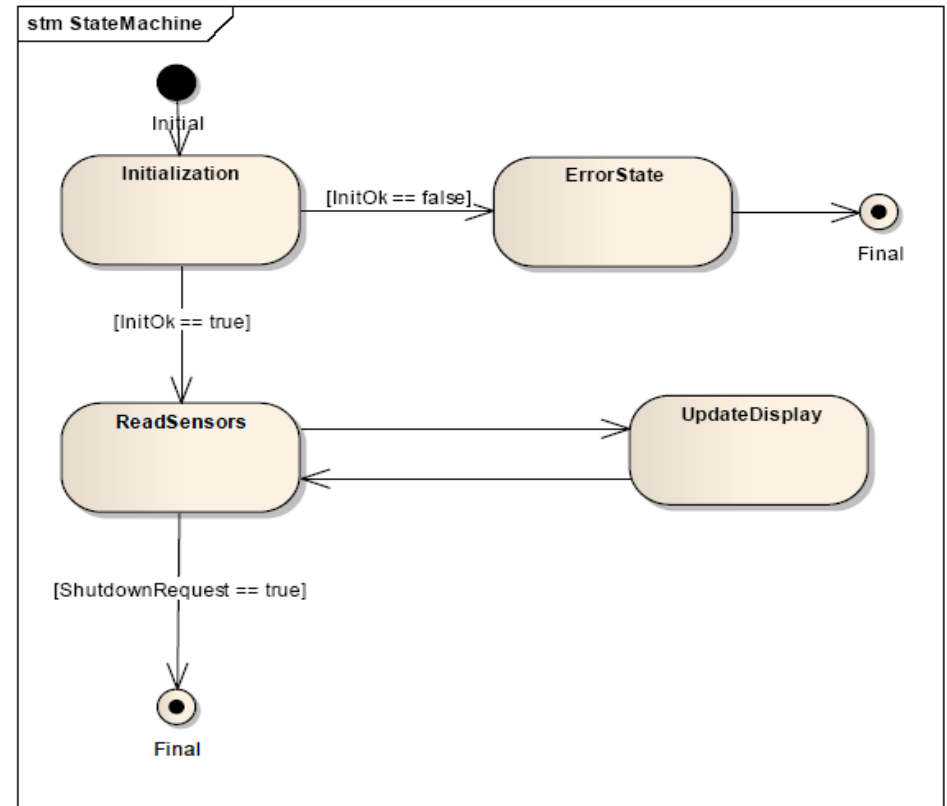 stm StateMachine
Initial
Initialization
[InitOk == false]
ErrorState
Final
[InitOk == true]
ReadSensors
UpdateDisplay
[ShutdownRequest == true]
Final